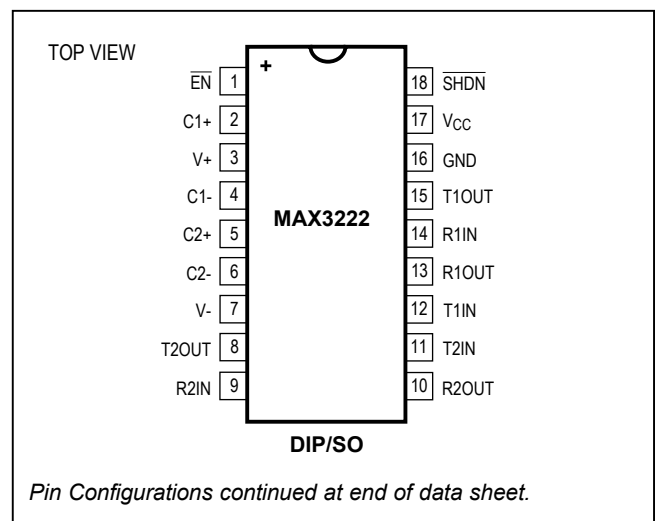 TOP VIEW
+
E̅N̅ 1
18 S̅H̅D̅N̅
C1+ 2
17 VCC
V+ 3
16 GND
C1- 4
15 T1OUT
MAX3222
C2+ 5
14 R1IN
C2- 6
13 R1OUT
V- 7
12 T1IN
T2OUT 8
11 T2IN
R2IN 9
10 R2OUT
DIP/SO
Pin Configurations continued at end of data sheet.